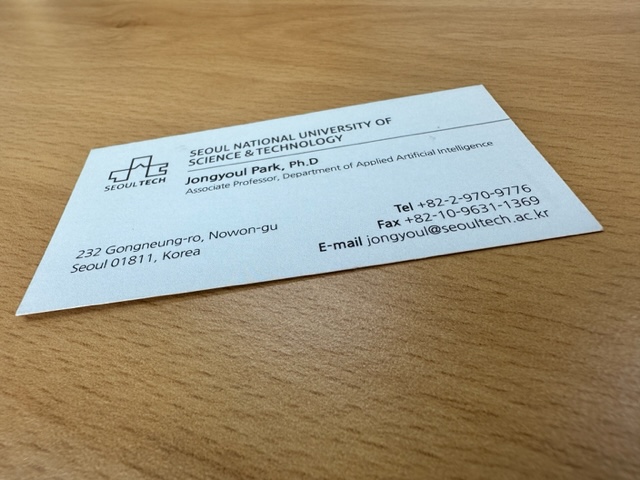 SEOULTECH
SEOUL NATIONAL UNIVERSITY OF
SCIENCE & TECHNOLOGY
Jongyoul Park, Ph.D
Associate Professor, Department of Applied Artificial Intelligence
232 Gongneung-ro, Nowon-gu
Seoul 01811, Korea
Tel +82-2-970-9776
Fax +82-10-9631-1369
E-mail jongyoul@seoultech.ac.kr